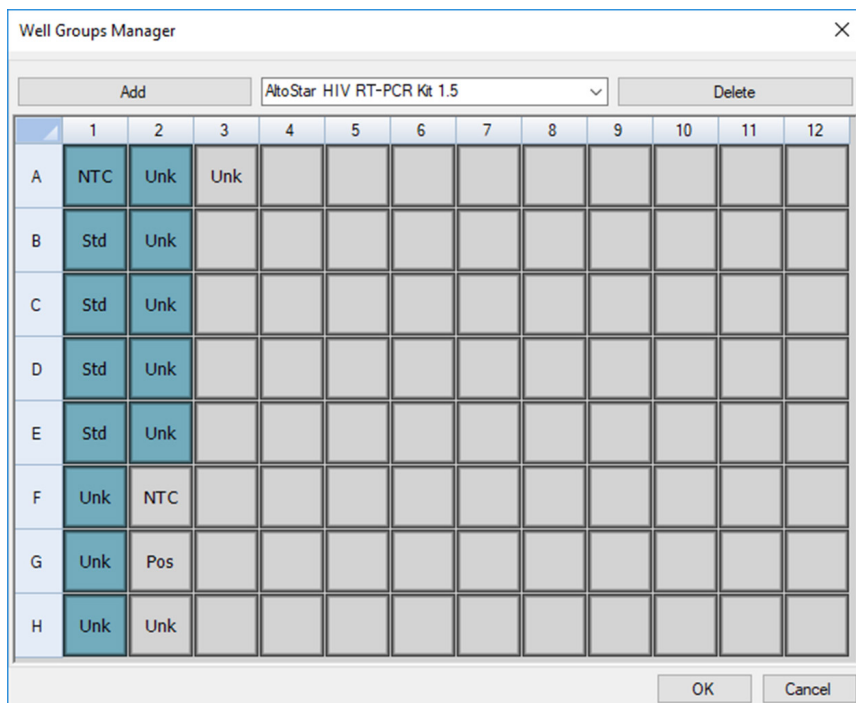 Well Groups Manager
Add AltoStar HIV RT-PCR Kit 1.5 Delete
1 2 3 4 5 6 7 8 9 10 11 12
A NTC Unk Unk
B Std Unk
C Std Unk
D Std Unk
E Std Unk
F Unk NTC
G Unk Pos
H Unk Unk
OK Cancel